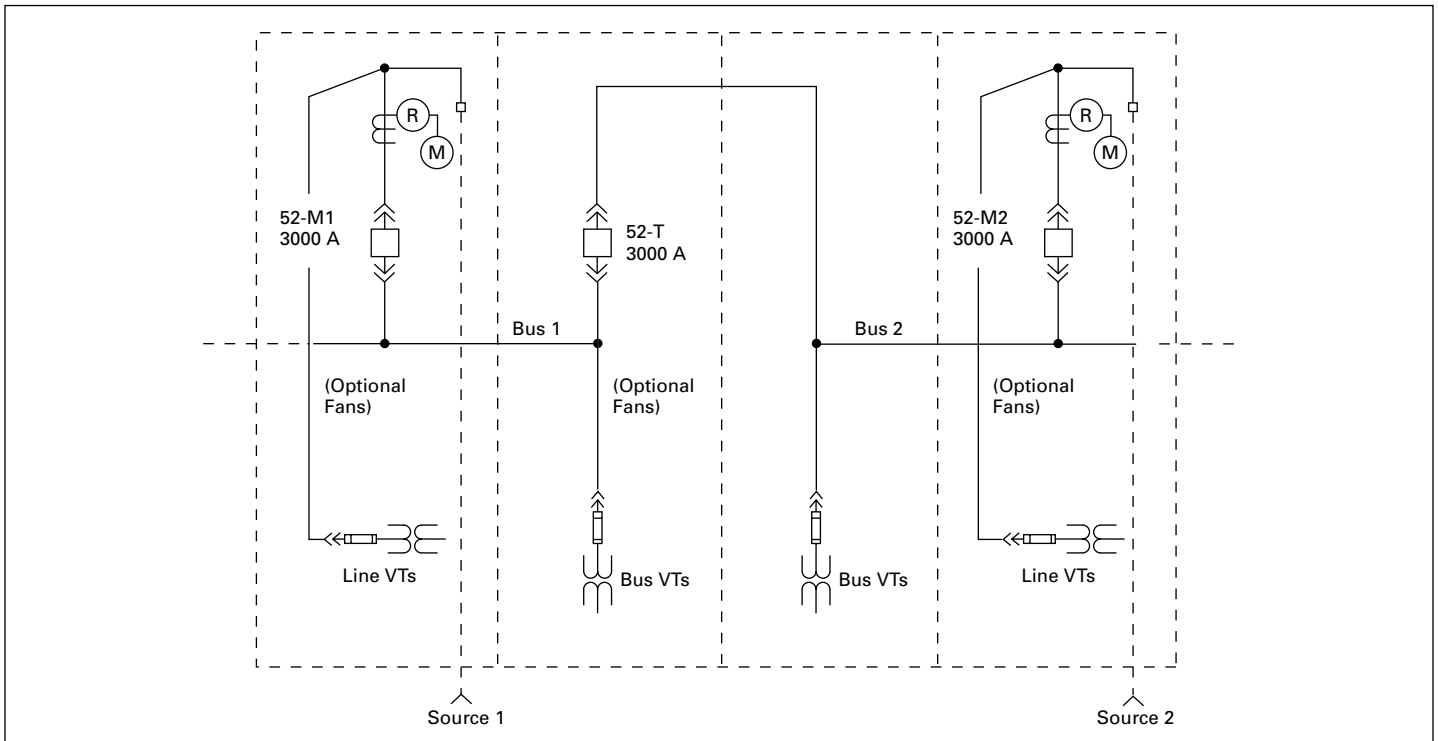 R
M
R
M
52-M1
3000 A
52-T
3000 A
52-M2
3000 A
Bus 1
Bus 2
(Optional
Fans)
(Optional
Fans)
(Optional
Fans)
Line VTs
Bus VTs
Bus VTs
Line VTs
Source 1
Source 2